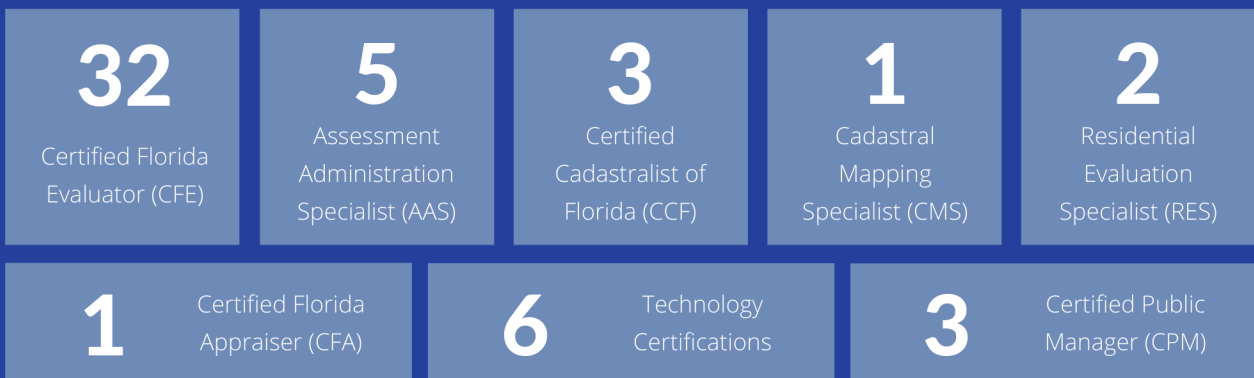 32
Certified Florida
Evaluator (CFE)
5
Assessment
Administration
Specialist (AAS)
3
Certified
Cadastralist of
Florida (CCF)
1
Cadastral
Mapping
Specialist (CMS)
2
Residential
Evaluation
Specialist (RES)
1
Certified Florida
Appraiser (CFA)
6
Technology
Certifications
3
Certified Public
Manager (CPM)